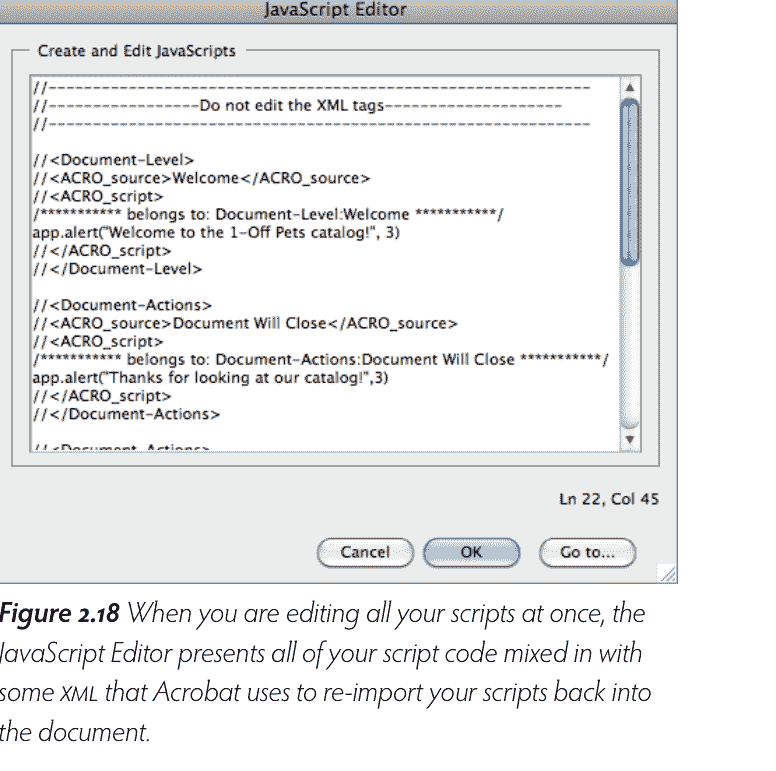 JavaScript Editor
Create and Edit JavaScripts
//--------------------------------------------------------------
//-----------------Do not edit the XML tags--------------------
//--------------------------------------------------------------
//<Document-Level>
//<ACRO_source>Welcome</ACRO_source>
//<ACRO_script>
/*********** belongs to: Document-Level:Welcome ***********/
app.alert("Welcome to the 1-Off Pets catalog!", 3)
//</ACRO_script>
//</Document-Level>
//<Document-Actions>
//<ACRO_source>Document Will Close</ACRO_source>
//<ACRO_script>
/*********** belongs to: Document-Actions:Document Will Close ***********/
app.alert("Thanks for looking at our catalog!",3)
//</ACRO_script>
//</Document-Actions>
//<Document-Actions>
Ln 22, Col 45
Cancel OK Go to...
Figure 2.18 When you are editing all your scripts at once, the
JavaScript Editor presents all of your script code mixed in with
some XML that Acrobat uses to re-import your scripts back into
the document.